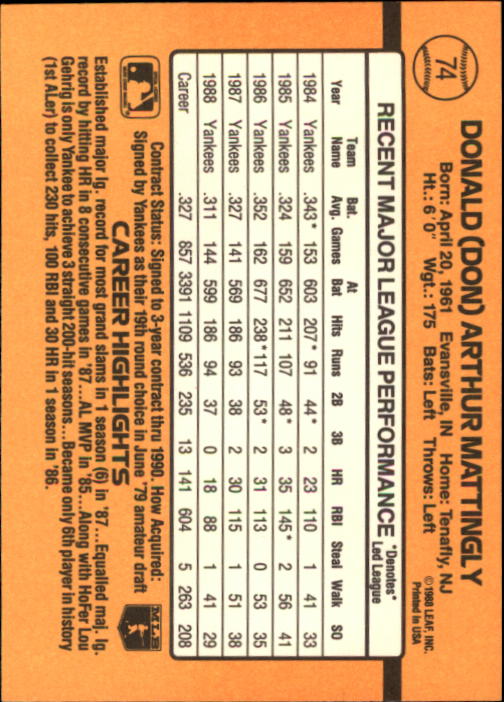 74
DONALD (DON) ARTHUR MATTINGLY
Born: April 20, 1961 Evansville, IN Home: Tenafly, NJ
Ht.: 6'0" Wgt.: 175 Bats: Left Throws: Left
© 1988 LEAF, INC.
Printed in USA
RECENT MAJOR LEAGUE PERFORMANCE *Denotes Led League
Year Team Name Bat. Avg. Games At Bat Hits Runs 2B 3B HR RBI Steal Walk SO
1984 Yankees .343* 153 603 207* 91 44* 2 23 110 1 41 33
1985 Yankees .324 159 652 211 107 48* 3 35 145* 2 56 41
1986 Yankees .352 162 677 238* 117 53* 2 31 113 0 53 35
1987 Yankees .327 141 569 186 93 38 2 30 115 1 51 38
1988 Yankees .311 144 599 186 94 37 0 18 88 1 41 29
Career .327 857 3391 1109 536 235 13 141 604 5 263 208
Contract Status: Signed to 3-year contract thru 1990. How Acquired:
Signed by Yankees as their 19th round choice in June '79 amateur draft
MLB
CAREER HIGHLIGHTS
Established major lg. record for most grand slams in 1 season (6) in '87...Equalled maj. lg.
record by hitting HR in 8 consecutive games in '87...AL MVP in '85...Along with HoFer Lou
Gehrig is only Yankee to achieve 3 straight 200-hit seasons...Became only 6th player in history
(1st ALer) to collect 230 hits, 100 RBI and 30 HR in 1 season in '86.